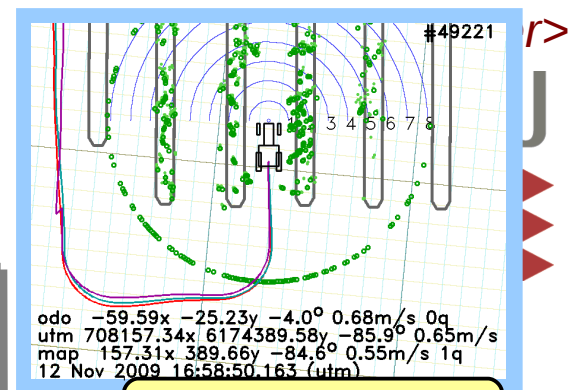 #49221
r>
3 4 5 6 7 8
U
odo −59.59x −25.23y −4.0° 0.68m/s 0q
utm 708157.34x 6174389.58y −85.9° 0.65m/s
map 157.31x 389.66y −84.6° 0.55m/s 1q
12 Nov 2009 16:58:50.163 (utm)